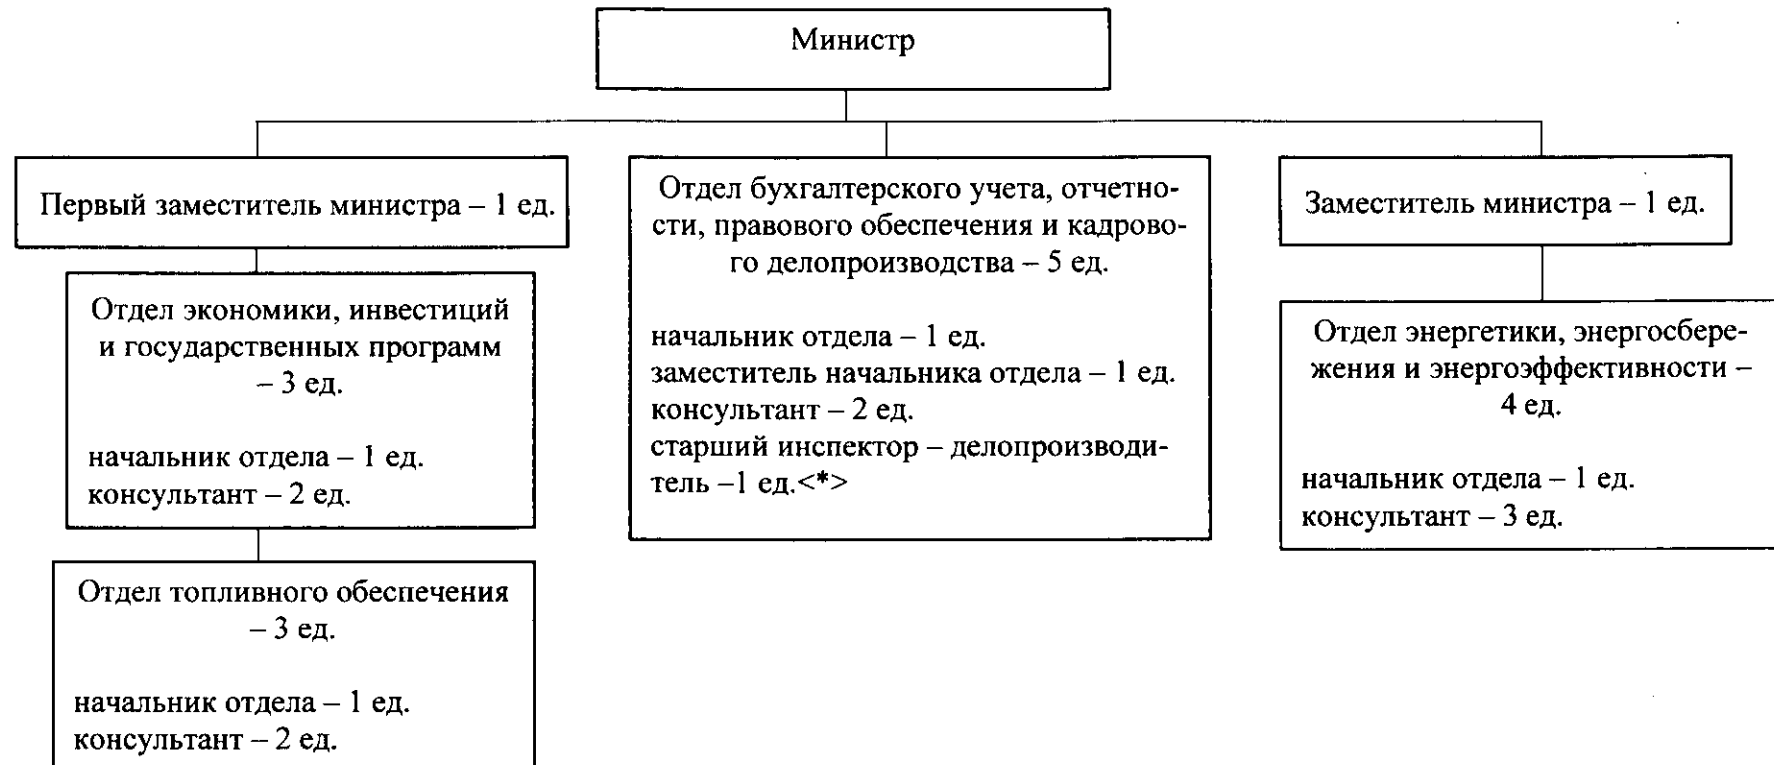 Министр
Первый заместитель министра – 1 ед.
Отдел экономики, инвестиций
и государственных программ
– 3 ед.
начальник отдела – 1 ед.
консультант – 2 ед.
Отдел топливного обеспечения
– 3 ед.
начальник отдела – 1 ед.
консультант – 2 ед.
Отдел бухгалтерского учета, отчетно-
сти, правового обеспечения и кадрово-
го делопроизводства – 5 ед.
начальник отдела – 1 ед.
заместитель начальника отдела – 1 ед.
консультант – 2 ед.
старший инспектор – делопроизводи-
тель –1 ед.<*>
Заместитель министра – 1 ед.
Отдел энергетики, энергосбере-
жения и энергоэффективности –
4 ед.
начальник отдела – 1 ед.
консультант – 3 ед.